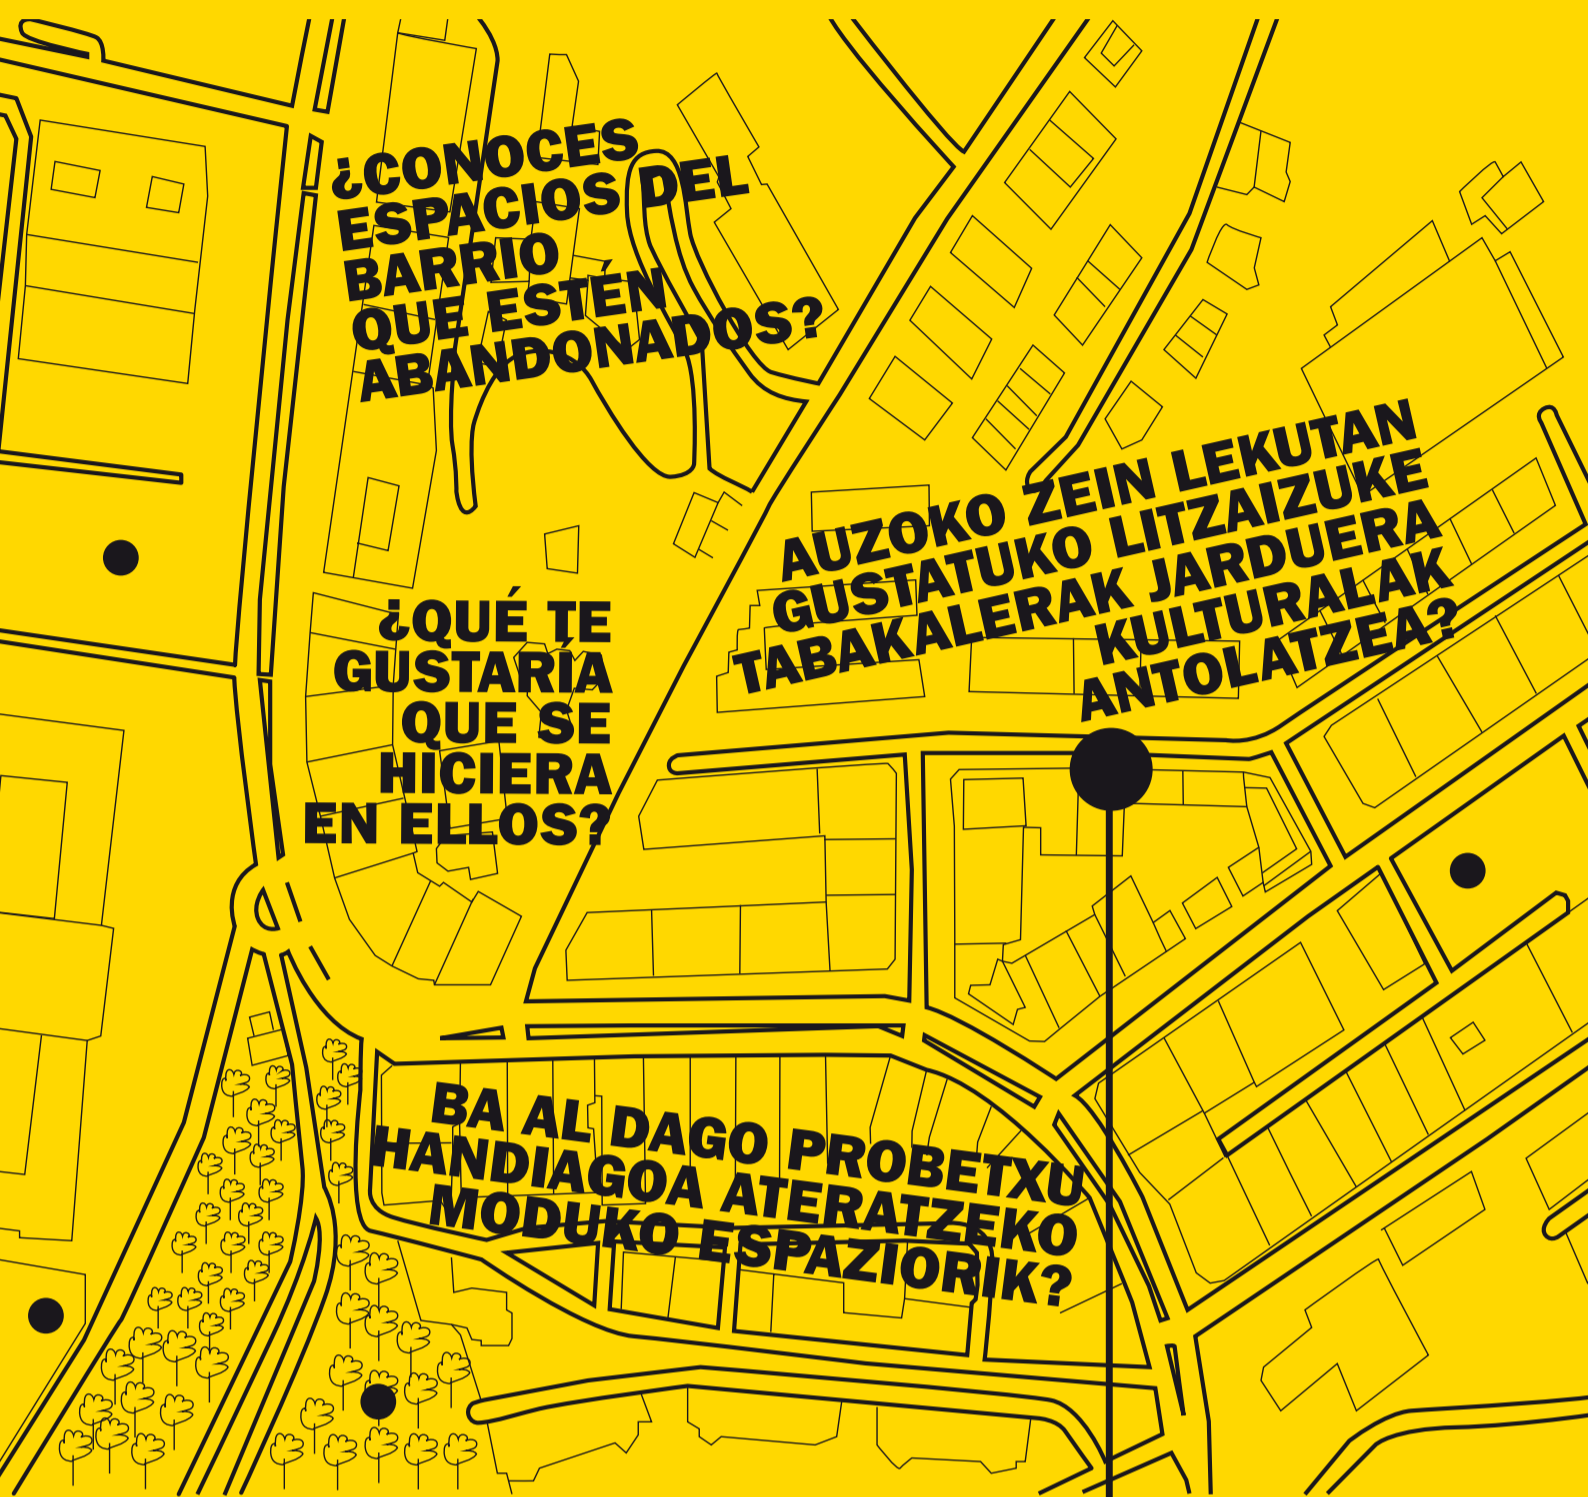 ¿CONOCES
ESPACIOS DEL
BARRIO
QUE ESTÉN
ABANDONADOS?
AUZOKO ZEIN LEKUTAN
GUSTATUKO LITZAIZUKE
TABAKALERAK JARDUERA
KULTURALAK
ANTOLATZEA?
¿QUÉ TE
GUSTARÍA
QUE SE
HICIERA
EN ELLOS?
BA AL DAGO PROBETXU
HANDIAGOA ATERATZEKO
MODUKO ESPAZIORIK?